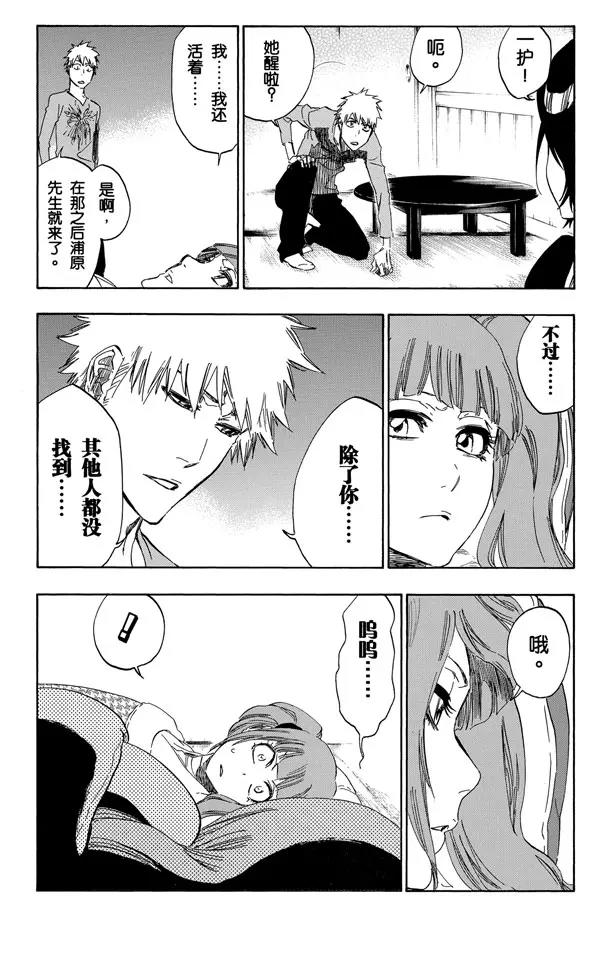 一护！
呃。
她醒啦？
我……我还
活着……
是啊，
在那之后浦原
先生就来了。
不过……
除了你……
其他人都没
找到……
哦。
呜呜……
！